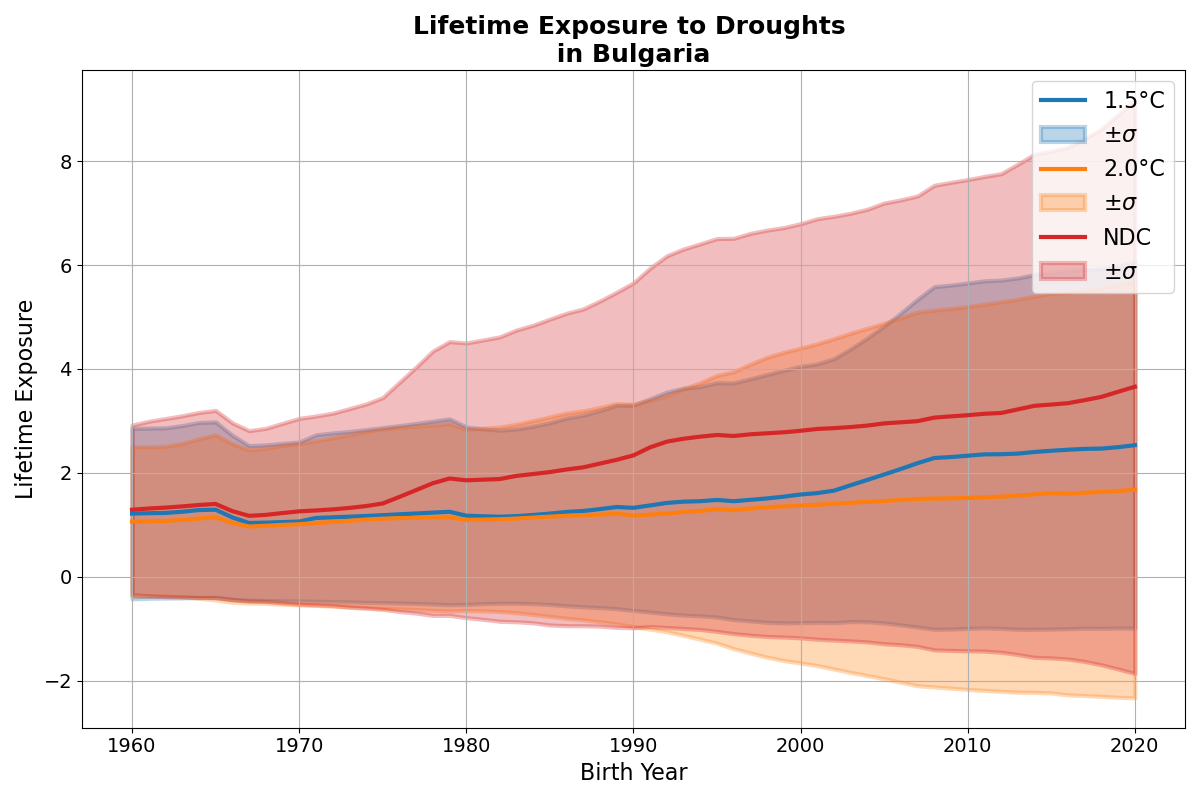 Lifetime Exposure to Droughts
in Bulgaria
Lifetime Exposure
8
6
4
2
0
−2
1960
1970
1980
1990
2000
2010
2020
Birth Year
1.5°C
±σ
2.0°C
±σ
NDC
±σ